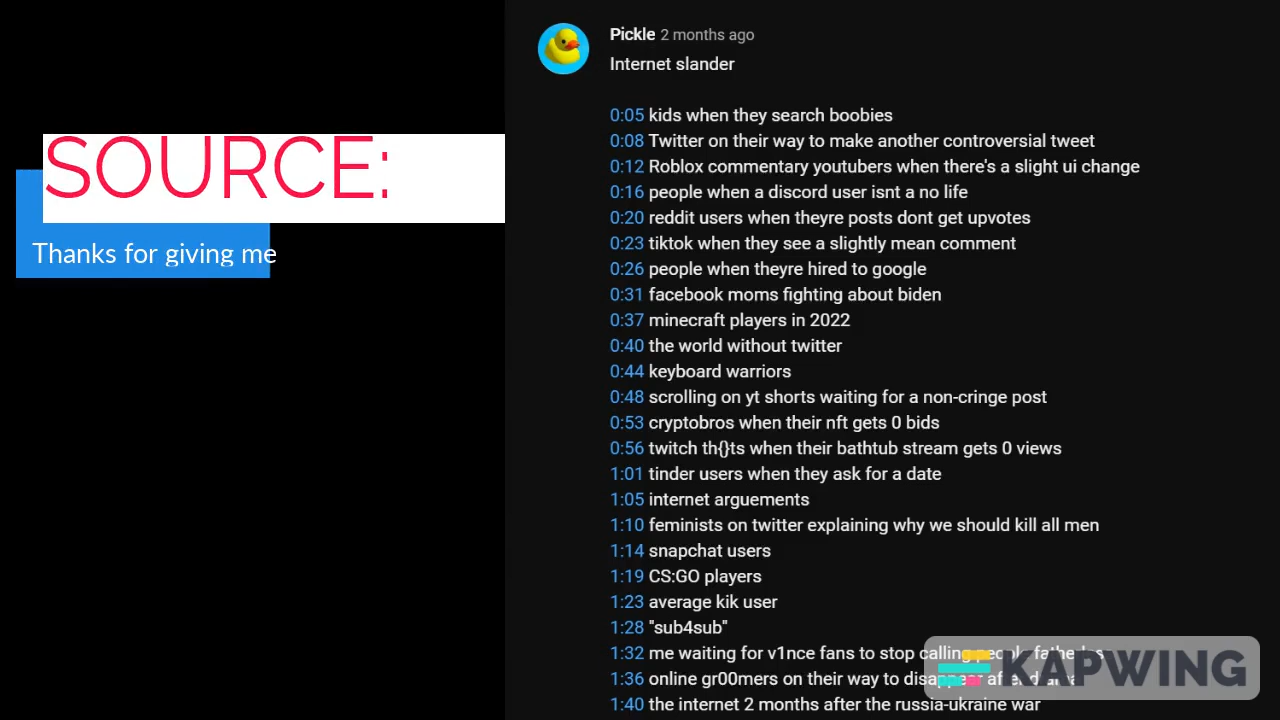 SOURCE:
Thanks for giving me
Pickle 2 months ago
Internet slander
0:05 kids when they search boobies
0:08 Twitter on their way to make another controversial tweet
0:12 Roblox commentary youtubers when there's a slight ui change
0:16 people when a discord user isnt a no life
0:20 reddit users when theyre posts dont get upvotes
0:23 tiktok when they see a slightly mean comment
0:26 people when theyre hired to google
0:31 facebook moms fighting about biden
0:37 minecraft players in 2022
0:40 the world without twitter
0:44 keyboard warriors
0:48 scrolling on yt shorts waiting for a non-cringe post
0:53 cryptobros when their nft gets 0 bids
0:56 twitch th{}ts when their bathtub stream gets 0 views
1:01 tinder users when they ask for a date
1:05 internet arguements
1:10 feminists on twitter explaining why we should kill all men
1:14 snapchat users
1:19 CS:GO players
1:23 average kik user
1:28 "sub4sub"
1:32 me waiting for v1nce fans to stop calling people
1:36 online gr00mers on their way to disappear after
1:40 the internet 2 months after the russia-ukraine war
KAPWING